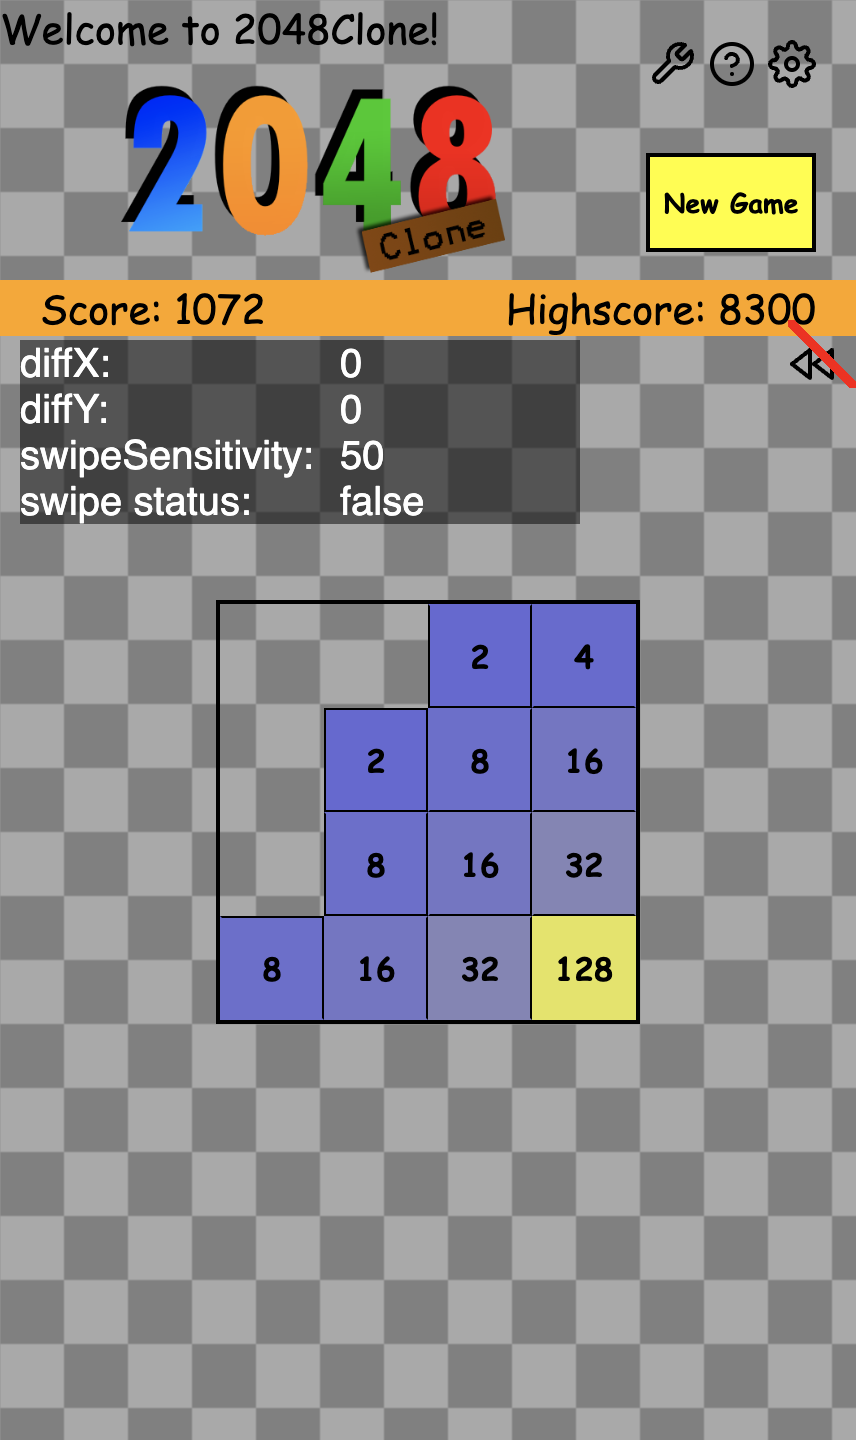 Welcome to 2048Clone!
2048
Clone
New Game
Score: 1072 Highscore: 8300
diffX: 0
diffY: 0
swipeSensitivity: 50
swipe status: false
2 4
2 8 16
8 16 32
8 16 32 128